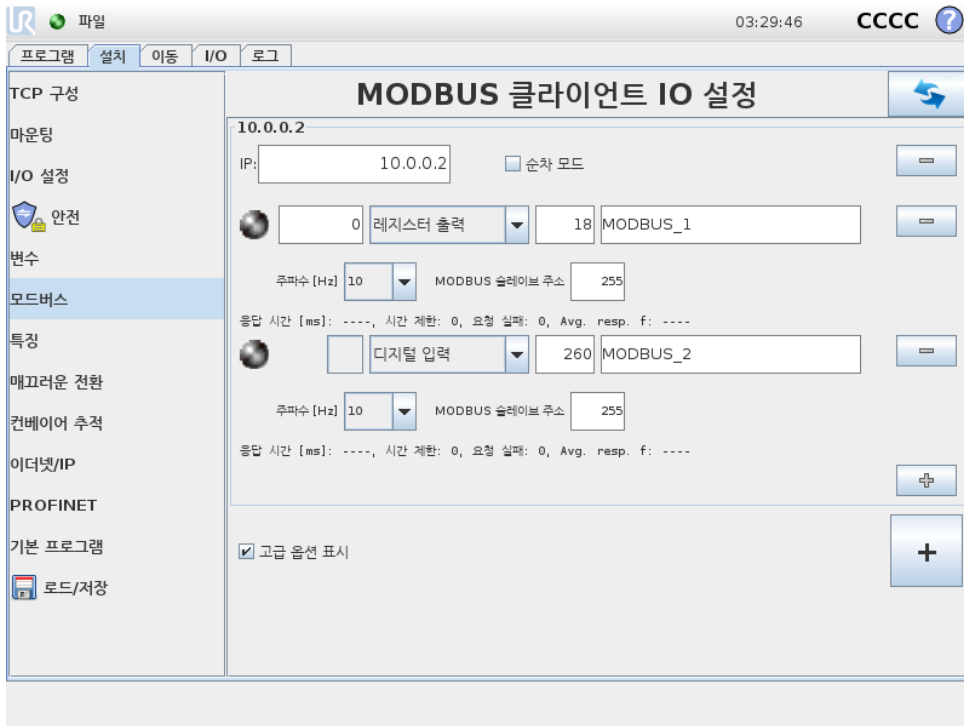 UR 파일 03:29:46 CCCC ?
프로그램 설치 이동 I/O 로그
TCP 구성
마운팅
I/O 설정
안전
변수
모드버스
특징
매끄러운 전환
컨베이어 추적
이더넷/IP
PROFINET
기본 프로그램
로드/저장
MODBUS 클라이언트 IO 설정
10.0.0.2
IP: 10.0.0.2 순차 모드
0 레지스터 출력 18 MODBUS_1
주파수 [Hz] 10 MODBUS 슬레이브 주소 255
응답 시간 [ms]: ----, 시간 제한: 0, 요청 실패: 0, Avg. resp. f: ----
디지털 입력 260 MODBUS_2
주파수 [Hz] 10 MODBUS 슬레이브 주소 255
응답 시간 [ms]: ----, 시간 제한: 0, 요청 실패: 0, Avg. resp. f: ----
고급 옵션 표시